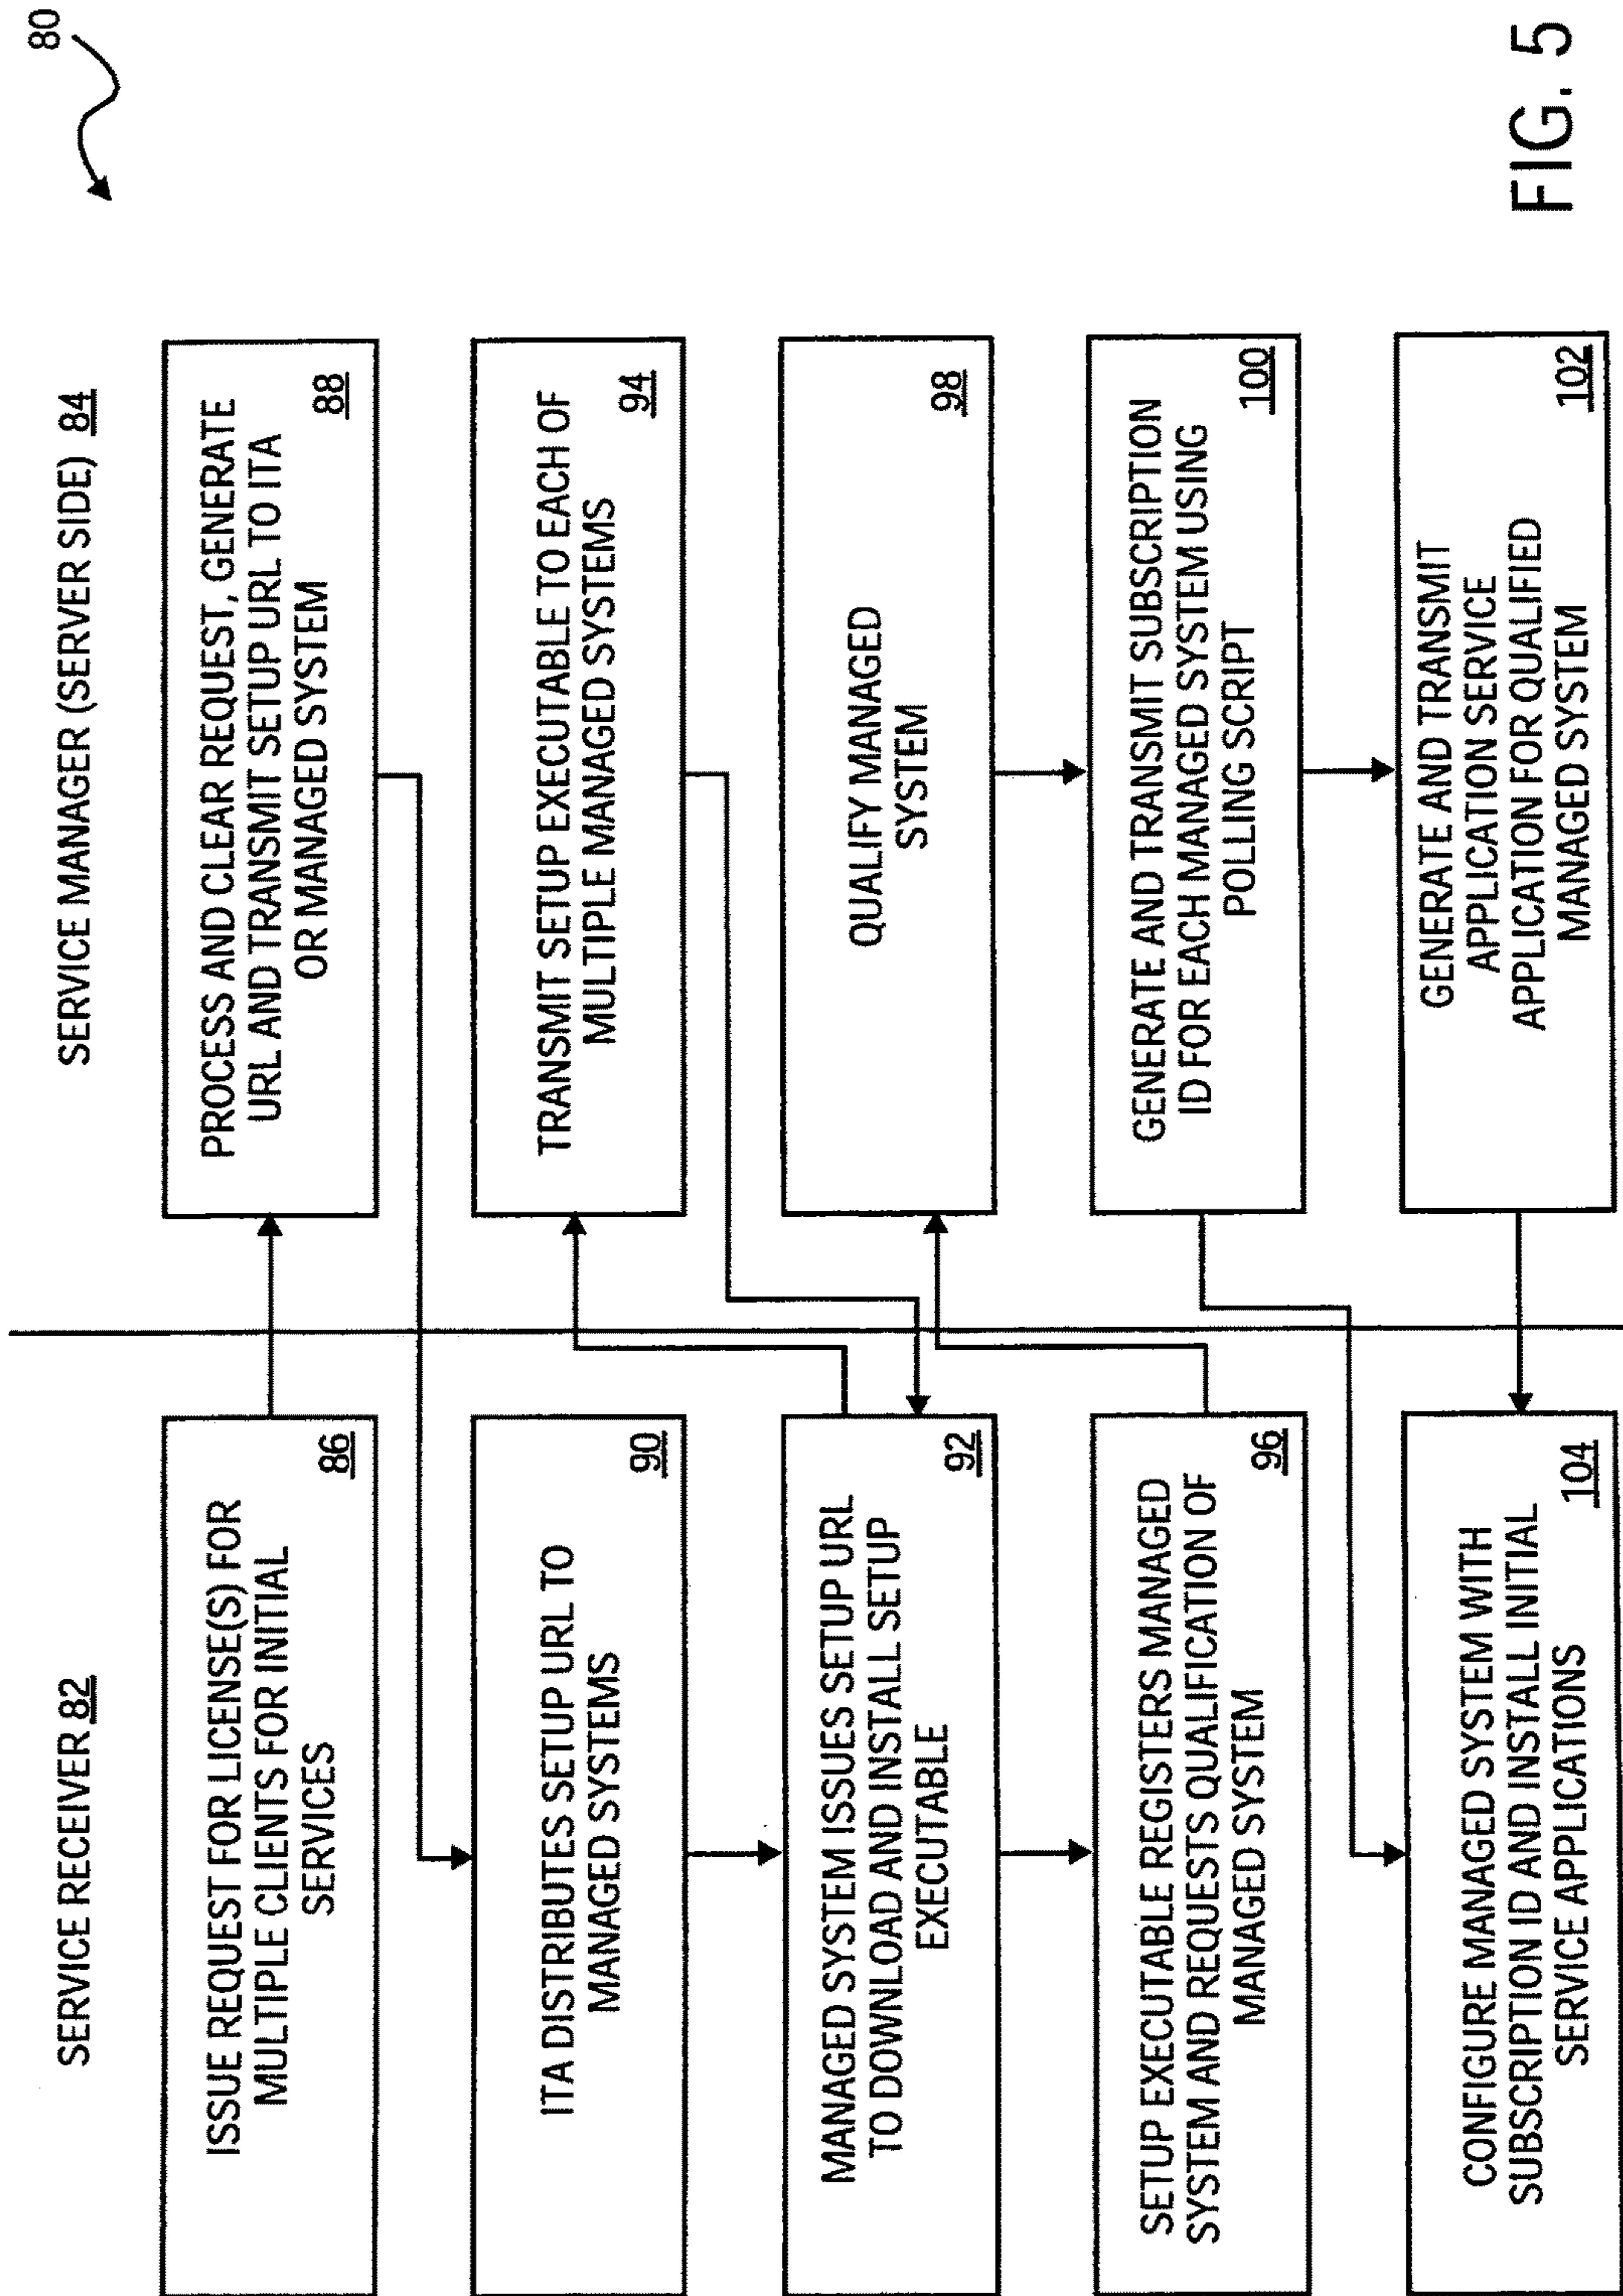 80
SERVICE RECEIVER 82
SERVICE MANAGER (SERVER SIDE) 84
ISSUE REQUEST FOR LICENSE(S) FOR
MULTIPLE CLIENTS FOR INITIAL
SERVICES
86
PROCESS AND CLEAR REQUEST, GENERATE
URL AND TRANSMIT SETUP URL TO ITA
OR MANAGED SYSTEM
88
ITA DISTRIBUTES SETUP URL TO
MANAGED SYSTEMS
90
TRANSMIT SETUP EXECUTABLE TO EACH OF
MULTIPLE MANAGED SYSTEMS
94
MANAGED SYSTEM ISSUES SETUP URL
TO DOWNLOAD AND INSTALL SETUP
EXECUTABLE
92
QUALIFY MANAGED
SYSTEM
98
SETUP EXECUTABLE REGISTERS MANAGED
SYSTEM AND REQUESTS QUALIFICATION OF
MANAGED SYSTEM
96
GENERATE AND TRANSMIT SUBSCRIPTION
ID FOR EACH MANAGED SYSTEM USING
POLLING SCRIPT
100
CONFIGURE MANAGED SYSTEM WITH
SUBSCRIPTION ID AND INSTALL INITIAL
SERVICE APPLICATIONS
104
GENERATE AND TRANSMIT
APPLICATION SERVICE
APPLICATION FOR QUALIFIED
MANAGED SYSTEM
102
FIG. 5